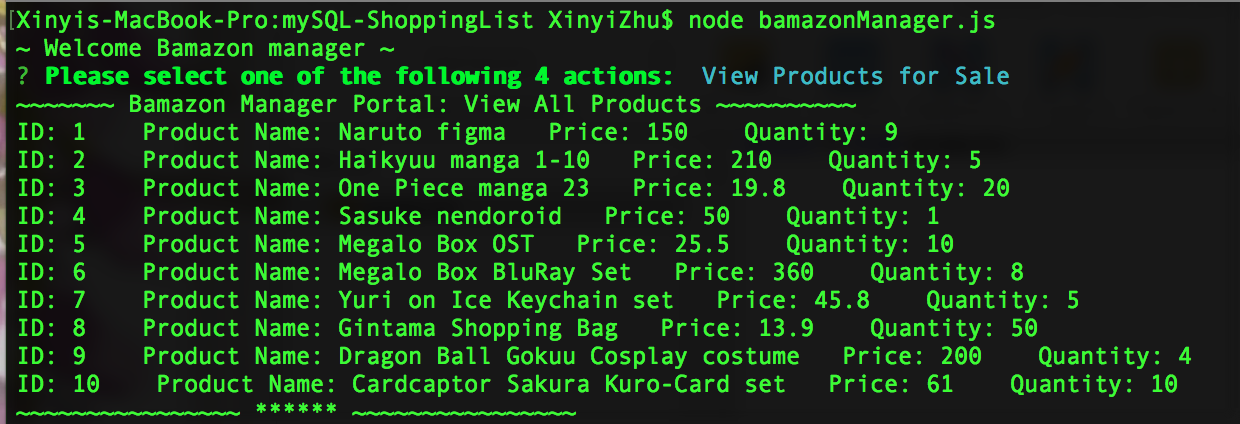 [Xinyis-MacBook-Pro:mySQL-ShoppingList XinyiZhu$ node bamazonManager.js
~ Welcome Bamazon manager ~
? Please select one of the following 4 actions:  View Products for Sale
~~~~~~~ Bamazon Manager Portal: View All Products ~~~~~~~~~~
ID: 1    Product Name: Naruto figma   Price: 150    Quantity: 9
ID: 2    Product Name: Haikyuu manga 1-10   Price: 210    Quantity: 5
ID: 3    Product Name: One Piece manga 23   Price: 19.8    Quantity: 20
ID: 4    Product Name: Sasuke nendoroid   Price: 50    Quantity: 1
ID: 5    Product Name: Megalo Box OST   Price: 25.5    Quantity: 10
ID: 6    Product Name: Megalo Box BluRay Set   Price: 360    Quantity: 8
ID: 7    Product Name: Yuri on Ice Keychain set   Price: 45.8    Quantity: 5
ID: 8    Product Name: Gintama Shopping Bag   Price: 13.9    Quantity: 50
ID: 9    Product Name: Dragon Ball Gokuu Cosplay costume   Price: 200    Quantity: 4
ID: 10    Product Name: Cardcaptor Sakura Kuro-Card set   Price: 61    Quantity: 10
~~~~~~~~~~~~~~~~ ****** ~~~~~~~~~~~~~~~~